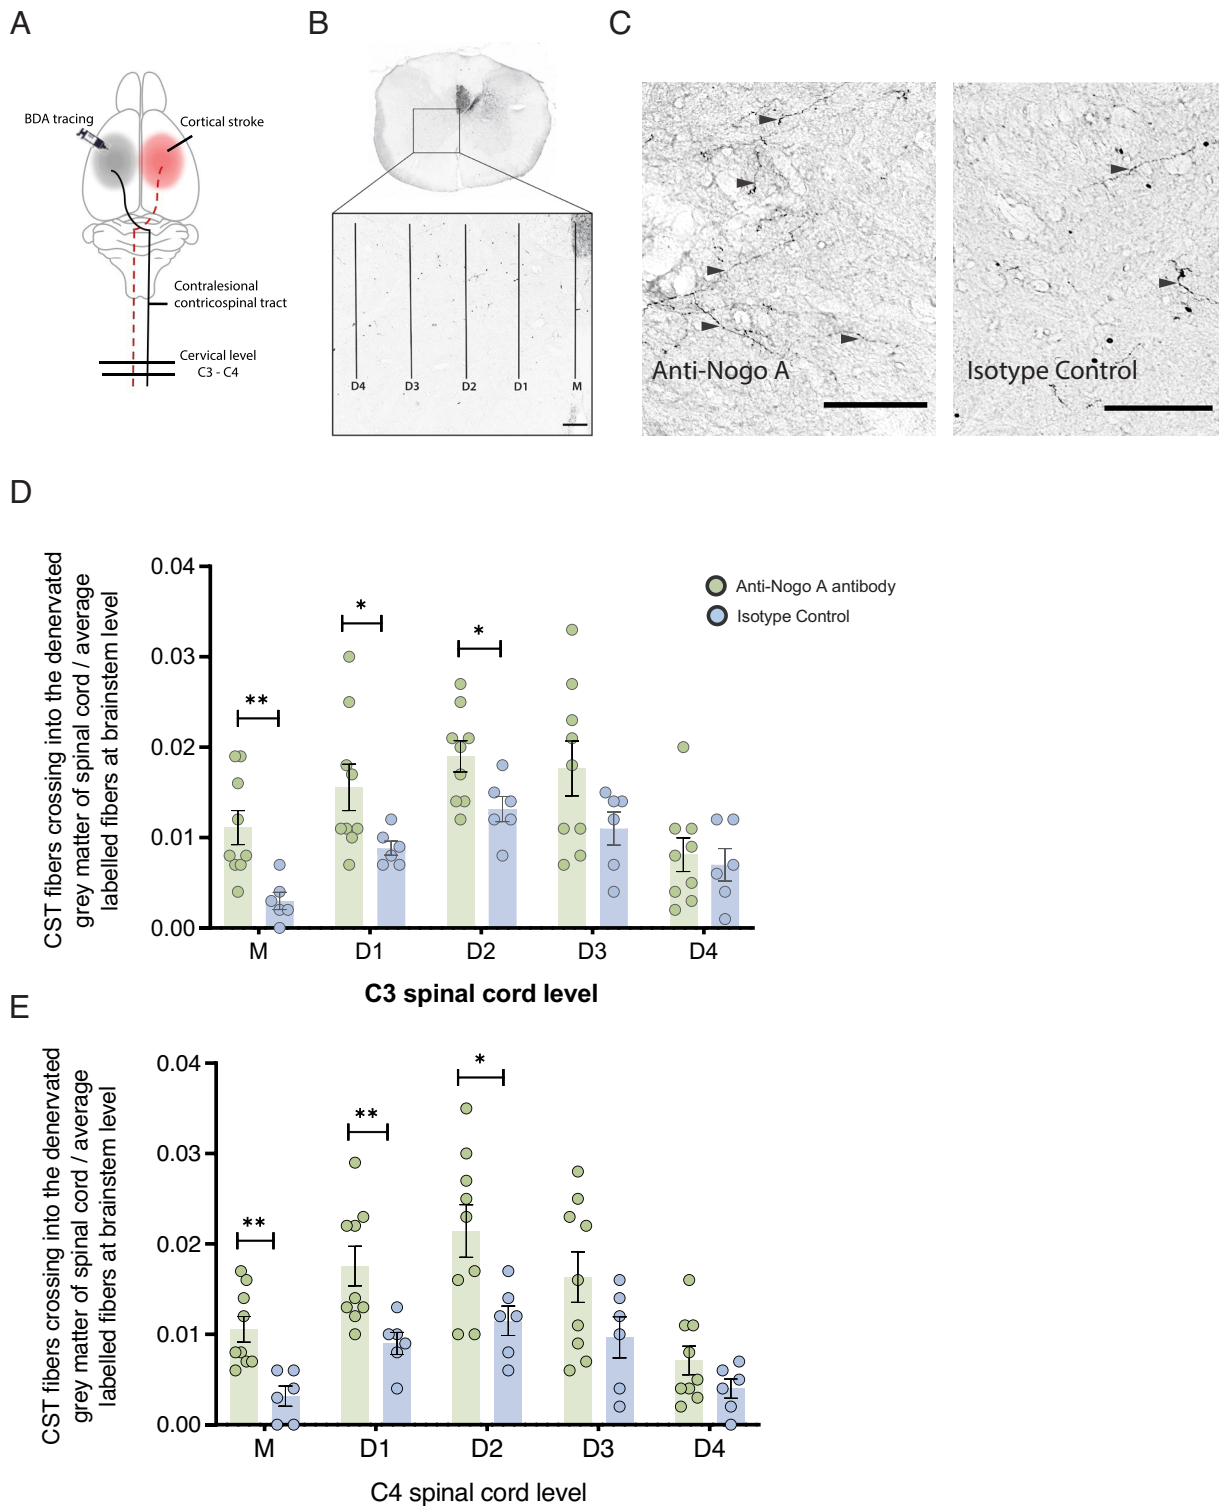 A
BDA tracing
Cortical stroke
Contralesional
contricospinal tract
Cervical level
C3 - C4
B
D4
D3
D2
D1
M
C
Anti-Nogo A
Isotype Control
D
CST fibers crossing into the denervated
grey matter of spinal cord / average
labelled fibers at brainstem level
0.04
0.03
0.02
0.01
0.00
*
*
**
Anti-Nogo A antibody
Isotype Control
M
D1
D2
D3
D4
C3 spinal cord level
E
CST fibers crossing into the denervated
grey matter of spinal cord / average
labelled fibers at brainstem level
0.04
0.03
0.02
0.01
0.00
*
**
**
M
D1
D2
D3
D4
C4 spinal cord level